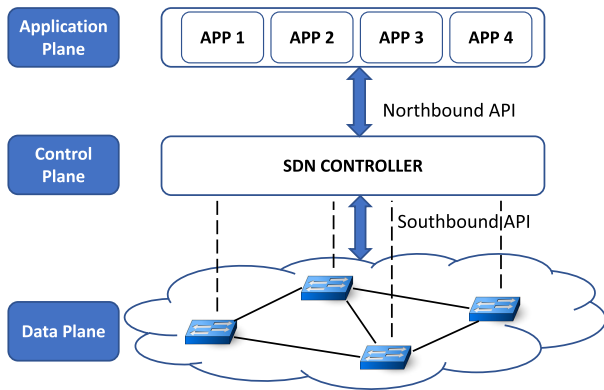 Application
Plane
APP 1
APP 2
APP 3
APP 4
Northbound API
Control
Plane
SDN CONTROLLER
Southbound API
Data Plane